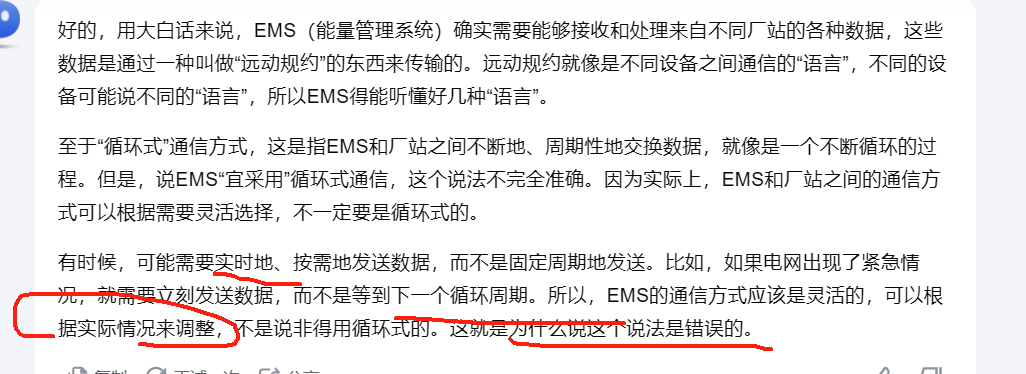 好的，用大白话来说，EMS（能量管理系统）确实需要能够接收和处理来自不同厂站的各种数据，这些
数据是通过一种叫做“远动规约”的东西来传输的。远动规约就像是不同设备之间通信的“语言”，不同的设
备可能说不同的“语言”，所以EMS得能听懂好几种“语言”。
至于“循环式”通信方式，这是指EMS和厂站之间不断地、周期性地交换数据，就像是一个不断循环的过
程。但是，说EMS“宜采用”循环式通信，这个说法不完全准确。因为实际上，EMS和厂站之间的通信方
式可以根据需要灵活选择，不一定要是循环式的。
有时候，可能需要实时地、按需地发送数据，而不是固定周期地发送。比如，如果电网出现了紧急情
况，就需要立刻发送数据，而不是等到下一个循环周期。所以，EMS的通信方式应该是灵活的，可以根
据实际情况来调整，不是说非得用循环式的。这就是为什么说这个说法是错误的。